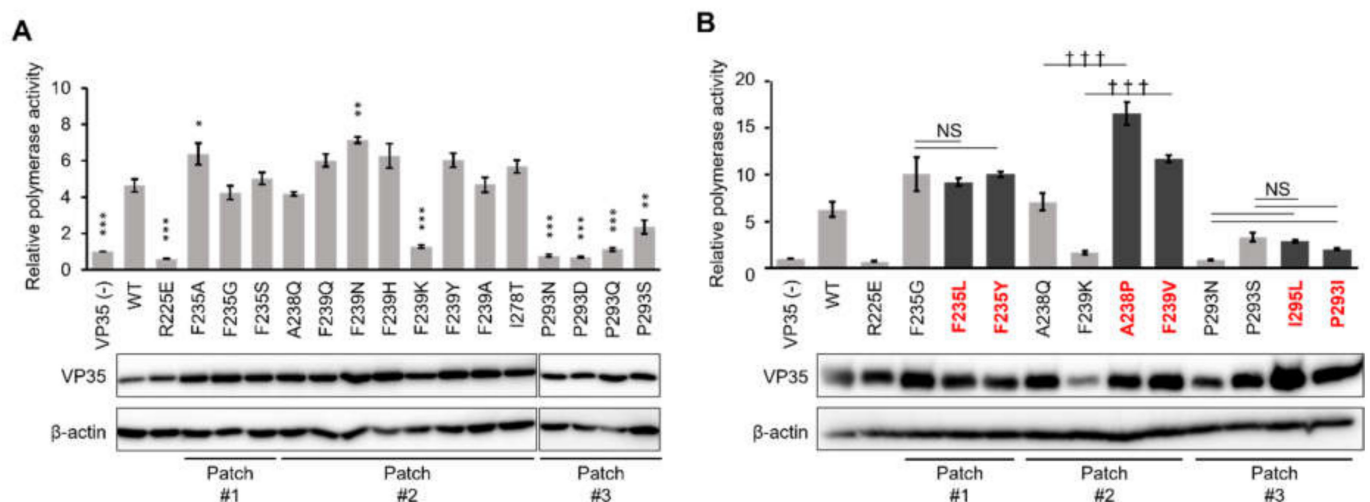 A
Relative polymerase activity
10
8
6
4
2
0
***
***
*
**
***
***
***
***
**
VP35 (-)
WT
R225E
F235A
F235G
F235S
A238Q
F239Q
F239N
F239H
F239K
F239Y
F239A
I278T
P293N
P293D
P293Q
P293S
VP35
β-actin
Patch
#1
Patch
#2
Patch
#3
B
Relative polymerase activity
20
15
10
5
0
NS
†††
†††
NS
VP35 (-)
WT
R225E
F235G
F235L
F235Y
A238Q
F239K
A238P
F239V
P293N
P293S
I295L
P293I
VP35
β-actin
Patch
#1
Patch
#2
Patch
#3